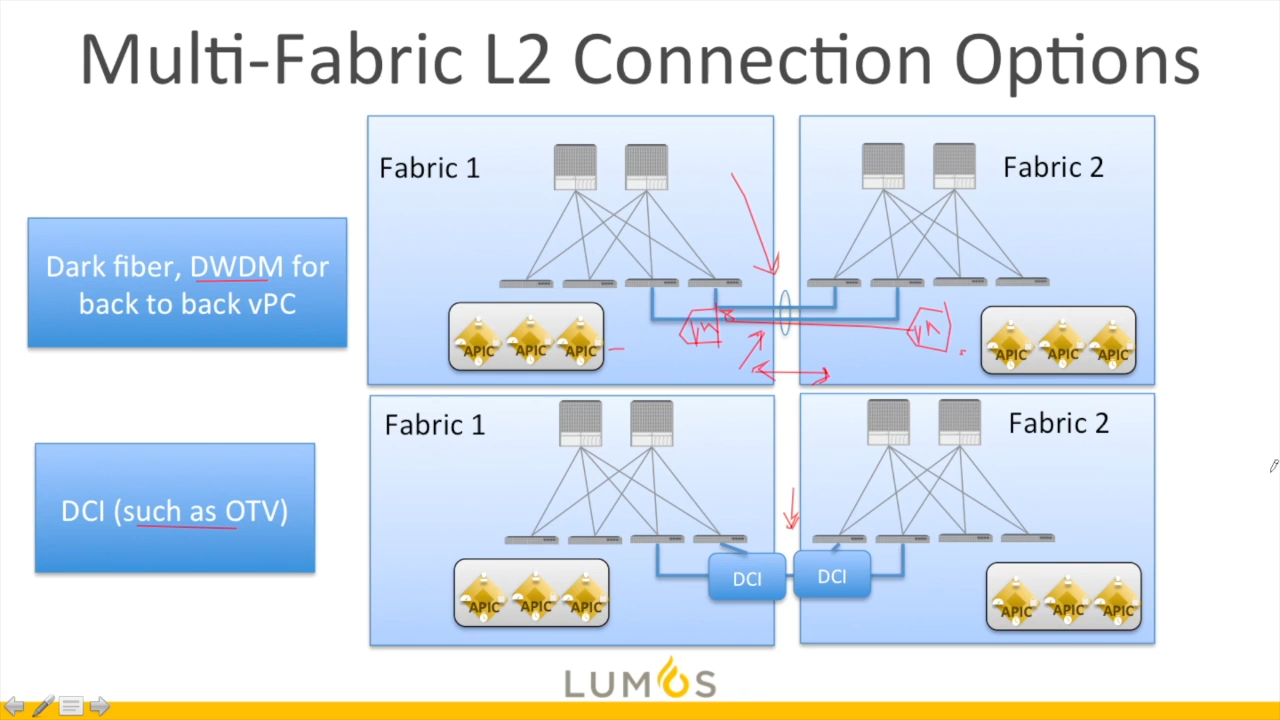 Multi-Fabric L2 Connection Options
Fabric 1
Fabric 2
Dark fiber, DWDM for
back to back vPC
VM
APIC APIC APIC
APIC APIC APIC
Fabric 1
Fabric 2
DCI (such as OTV)
DCI
DCI
APIC APIC APIC
APIC APIC APIC
LUMOS